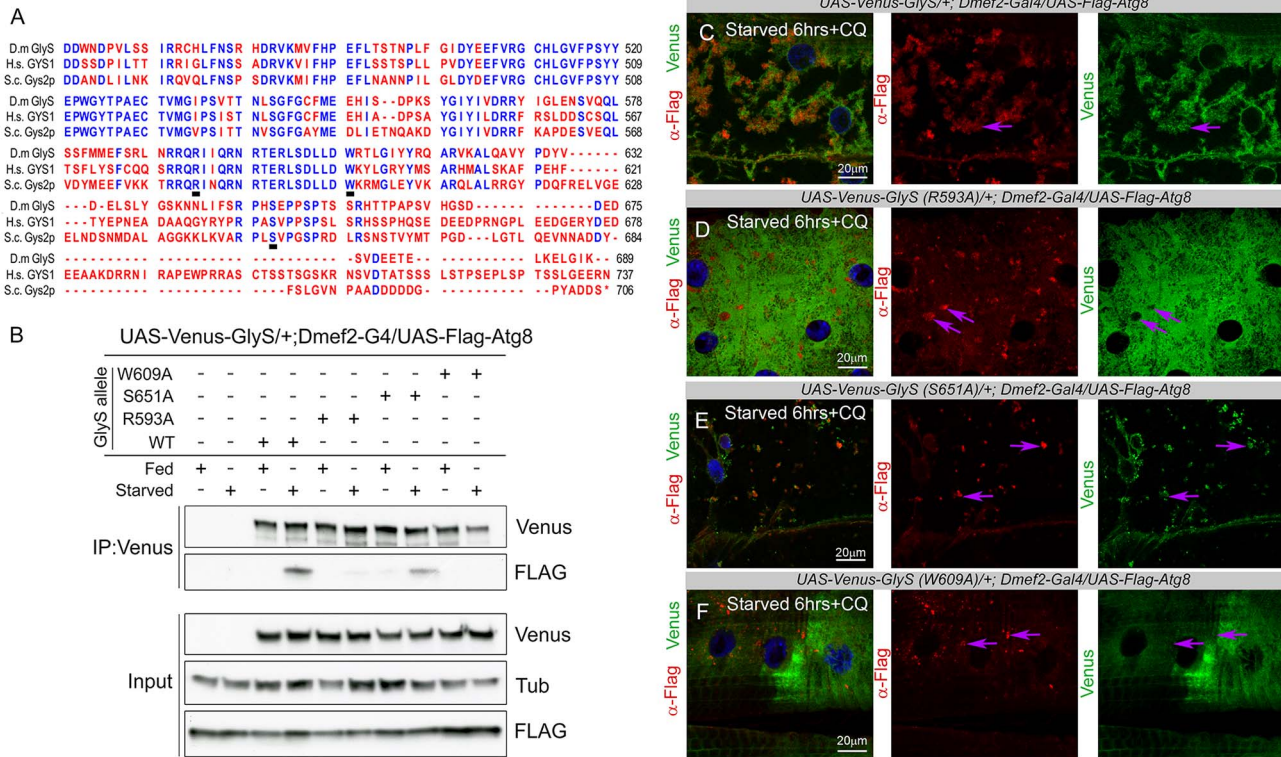 A
D.m GlyS DDWNDPVLSS IRRCHLFNSR HDRVKMVFHP EFLTSTNPLF GIDYEEFVRG CHLGVFPSYY 520
H.s. GYS1 DDSSDPILTT IRRIGLFNSS ADRVKVIFHP EFLSSTSPLL PVDYEEFVRG CHLGVFPSYY 509
S.c. Gys2p DDANDLILNK IRQVQLFNSP SDRVKMIFHP EFLNANNPIL GLDYDEFVRG CHLGVFPSYY 508
D.m GlyS EPWGYTPAEC TVMGIPSVTT NLSGFGCFME EHIS--DPKS YGIYIVDRRY IGLENSVQQL 578
H.s. GYS1 EPWGYTPAEC TVMGIPSISTT NLSGFGCFME EHIA--DPSA YGIYILDRRF RSLDDSCSQL 567
S.c. Gys2p EPWGYTPAEC TVMGVPSITT NVSGFGAYME DLIETNQAKD YGIYIVDRRF KAPDESVEQL 568
D.m GlyS SSFMMEFSRL NRRQRIIQRN RTERLSDLLD WRTLGIYYRQ ARVKALQAVY PDYV------ 632
H.s. GYS1 TSFLYSFCQQ SRRQRIIQRN RTERLSDLLD WKYLGRYYMS ARHMALSKAF PEHF------ 621
S.c. Gys2p VDYMEEFVKK TRRQRINQRN RTERLSDLLD WKRMGLEYVK ARQLALRRGY PDQFRELVGE 628
D.m GlyS --D-ELSLY GSKNNLIFSR PHSEPPSPTS SRHTTPAPSV HGSD-----DED 675
H.s. GYS1 ---TYEPNEA DAAQGYRYPR PASVPPSPSL SRHSSPHQSE DEEDPRNGPL EEDGERYDED
S.c. Gys2p ELNDSNMDAL AGGKKLKVAR PLSVPGSPRD LRSNSTVYMT PGD---LGTL QEVNNADDY- 684
D.m GlyS -SVDEETE---- -----LKELGIK-- 689
H.s. GYS1 EEAAKDRRNI RAPEWPRRAS CTSSTSGSKR NSVDTATSSS LSTPSEPLSP TSSLGEERN 737
S.c. Gys2p ----FSLGVN PAADDDDDG- ------PYADDS* 706
B
UAS-Venus-GlyS/+;Dmef2-G4/UAS-Flag-Atg8
GlyS allele
W609A - - - - - - - - + +
S651A - - - - - - + + - -
R593A - - - - + + - - - -
WT - - + + - - - - - -
Fed + - + - + - + - + -
Starved - + - + - + - + - +
IP:Venus
Venus
FLAG
Input
Venus
Tub
FLAG
UAS-Venus-GlyS/+; Dmef2-Gal4/UAS-Flag-Atg8
C Starved 6hrs+CQ
α-Flag Venus
20μm
α-Flag
Venus
UAS-Venus-GlyS (R593A)/+; Dmef2-Gal4/UAS-Flag-Atg8
D Starved 6hrs+CQ
α-Flag Venus
20μm
α-Flag
Venus
UAS-Venus-GlyS (S651A)/+; Dmef2-Gal4/UAS-Flag-Atg8
E Starved 6hrs+CQ
α-Flag Venus
20μm
α-Flag
Venus
UAS-Venus-GlyS (W609A)/+; Dmef2-Gal4/UAS-Flag-Atg8
F Starved 6hrs+CQ
α-Flag Venus
20μm
α-Flag
Venus